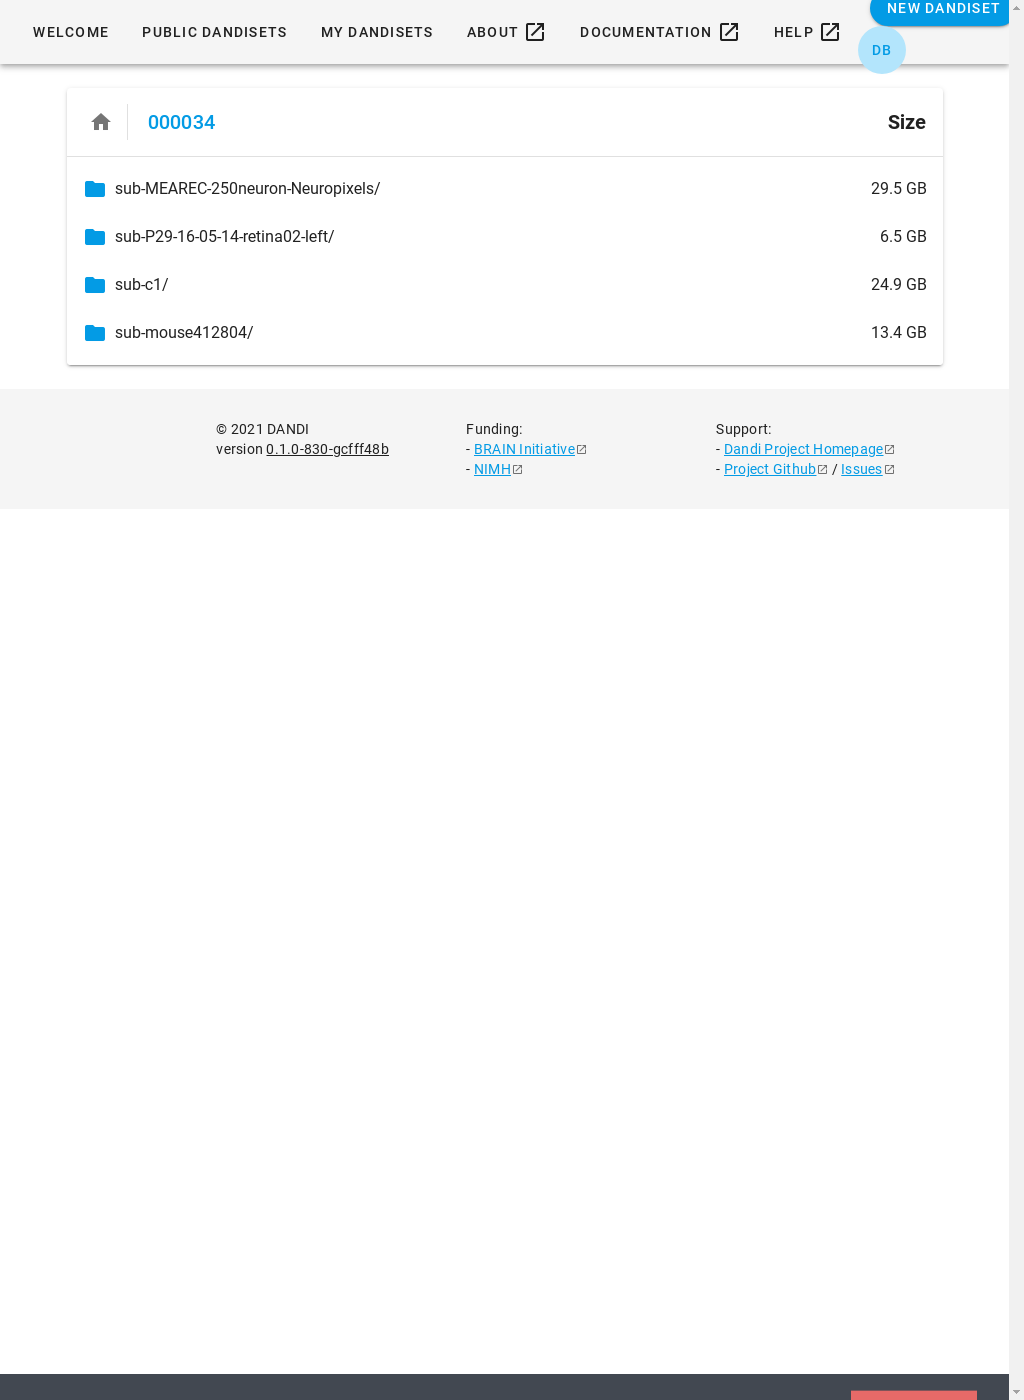 WELCOME PUBLIC DANDISETS MY DANDISETS ABOUT DOCUMENTATION HELP NEW DANDISET
DB
000034 Size
sub-MEAREC-250neuron-Neuropixels/ 29.5 GB
sub-P29-16-05-14-retina02-left/ 6.5 GB
sub-c1/ 24.9 GB
sub-mouse412804/ 13.4 GB
© 2021 DANDI
version 0.1.0-830-gcfff48b
Funding:
- BRAIN Initiative
- NIMH
Support:
- Dandi Project Homepage
- Project Github / Issues